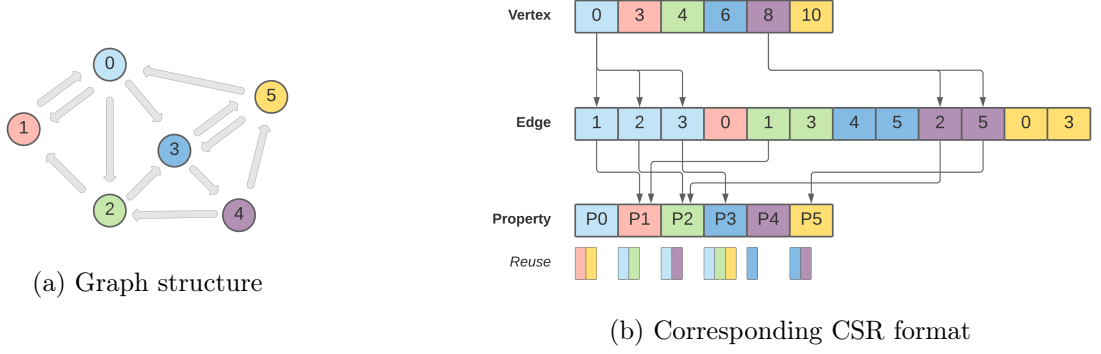 0
5
1
3
2
4
(a) Graph structure
Vertex 0 3 4 6 8 10
Edge 1 2 3 0 1 3 4 5 2 5 0 3
Property P0 P1 P2 P3 P4 P5
Reuse
(b) Corresponding CSR format